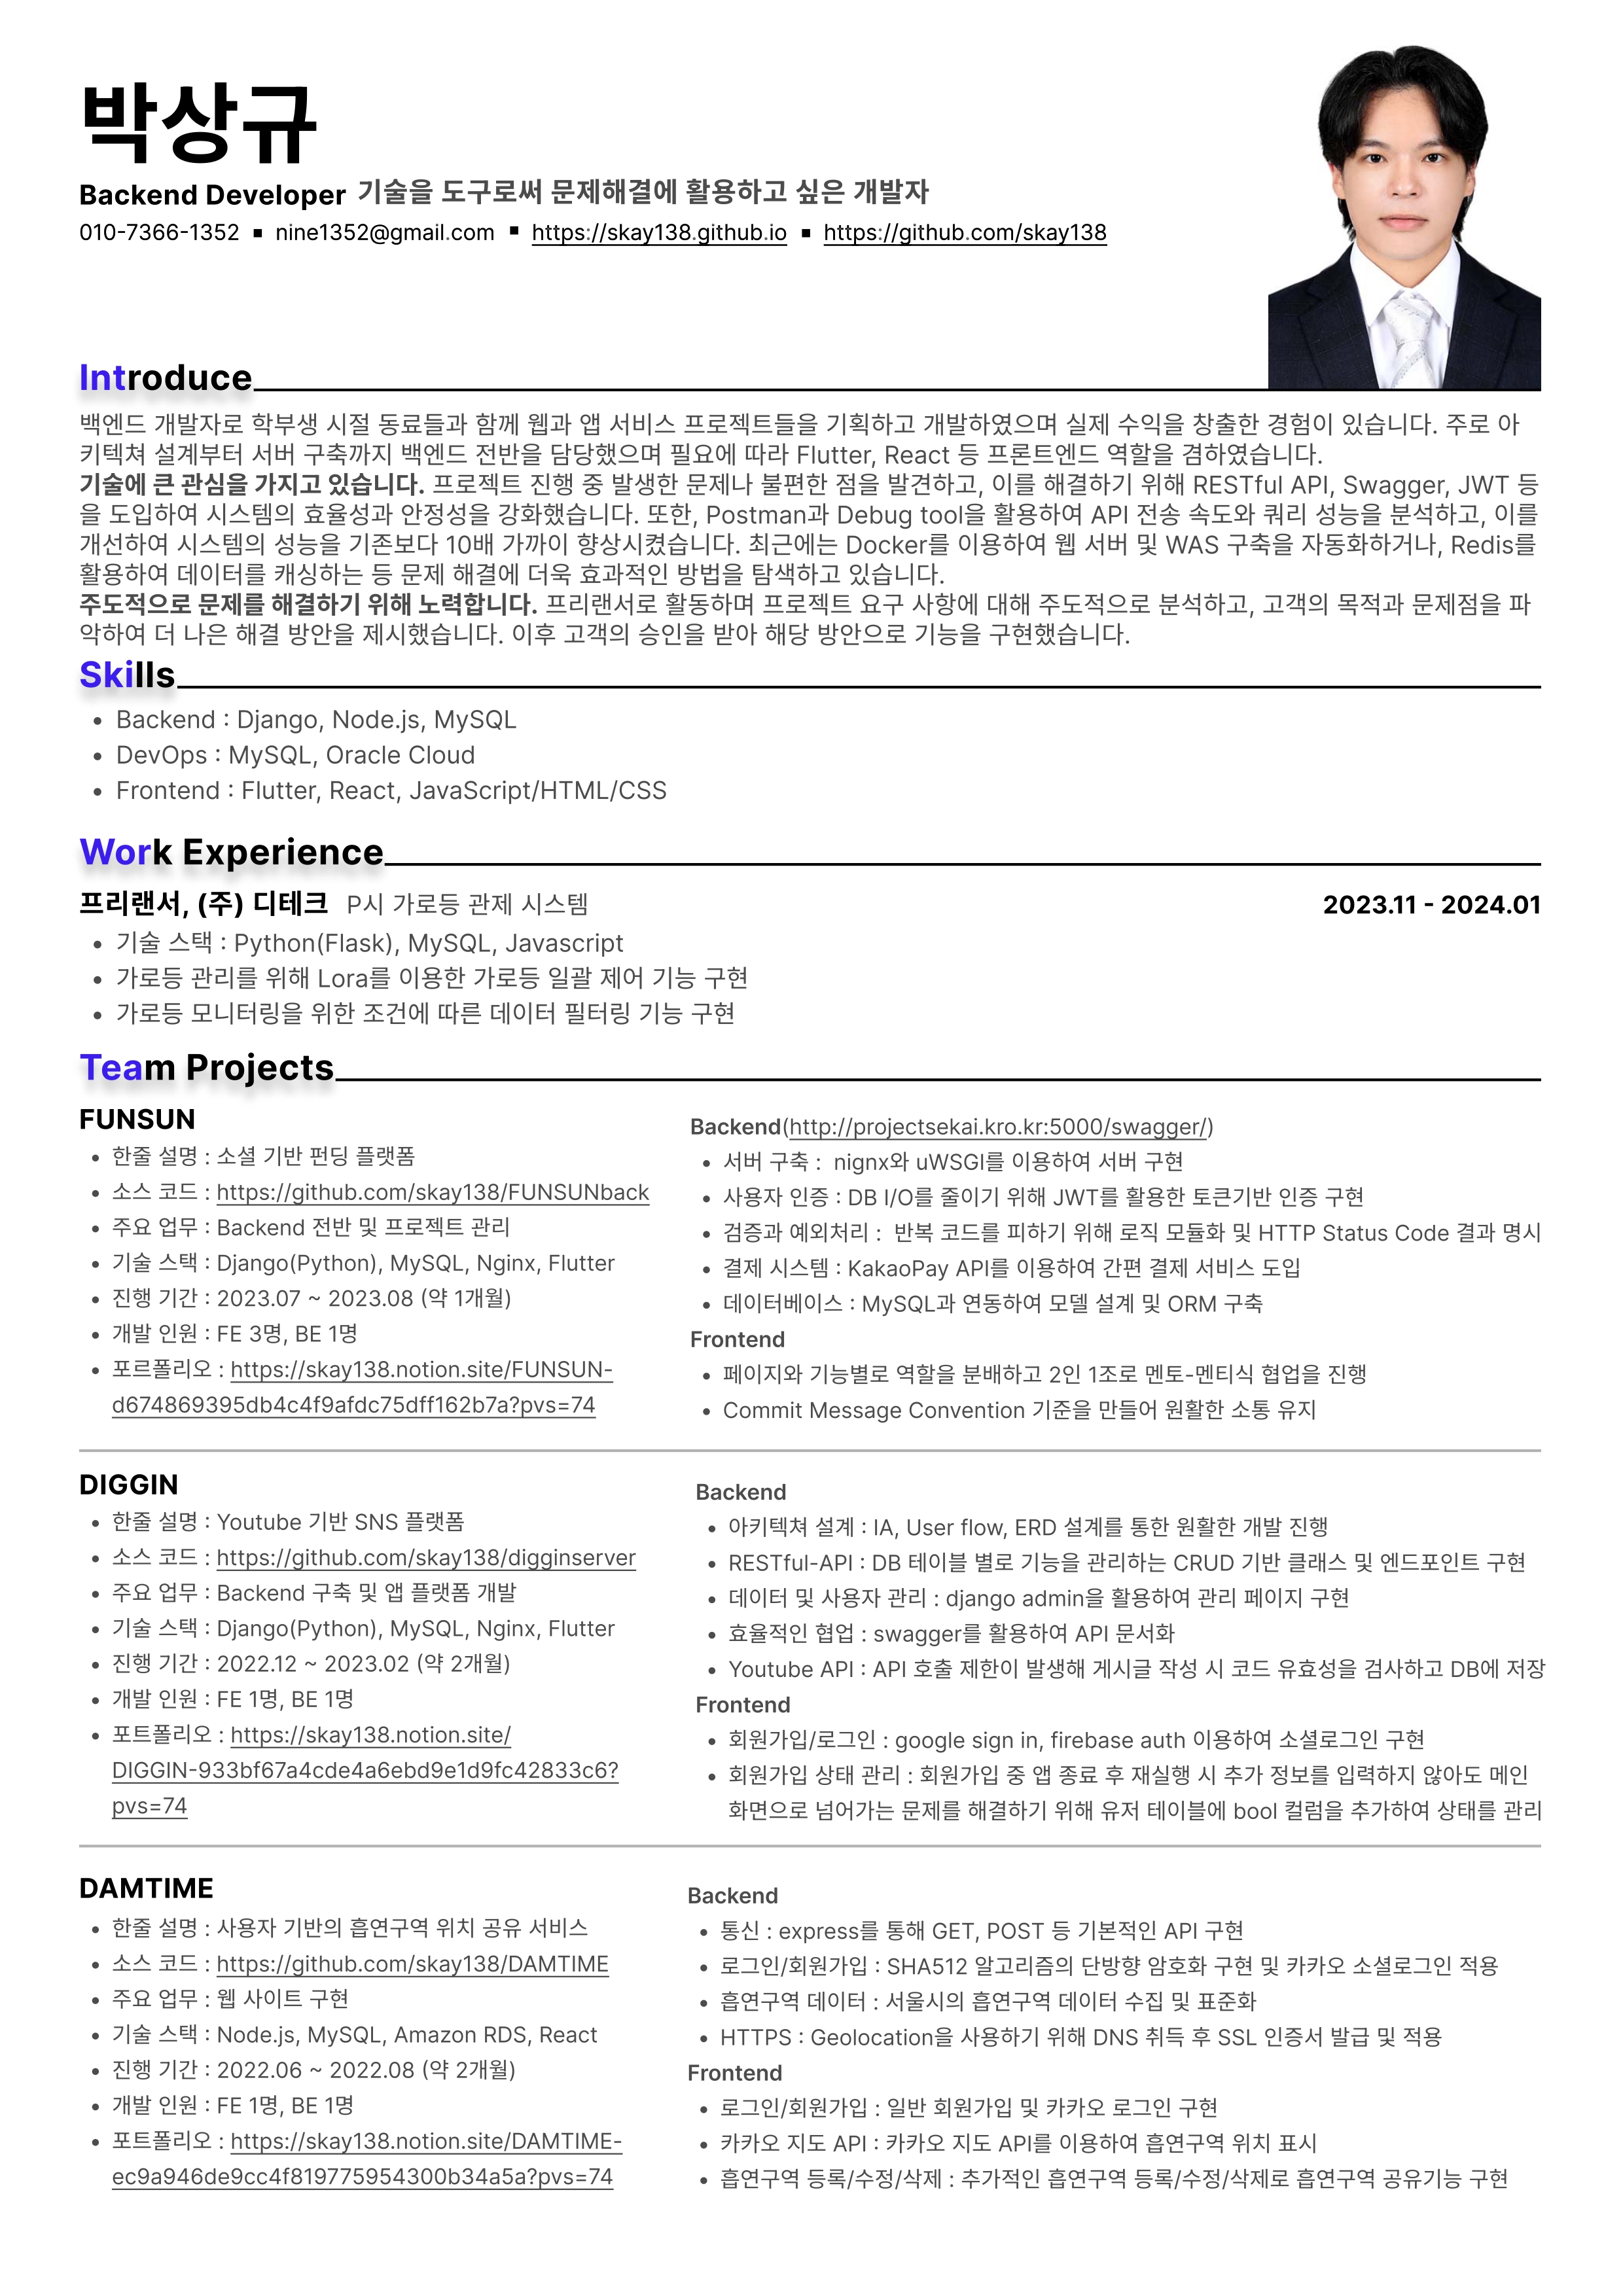 박상규
Backend Developer 기술을 도구로써 문제해결에 활용하고 싶은 개발자
010-7366-1352 ▪ nine1352@gmail.com ▪ https://skay138.github.io ▪ https://github.com/skay138
Introduce
백엔드 개발자로 학부생 시절 동료들과 함께 웹과 앱 서비스 프로젝트들을 기획하고 개발하였으며 실제 수익을 창출한 경험이 있습니다. 주로 아
키텍쳐 설계부터 서버 구축까지 백엔드 전반을 담당했으며 필요에 따라 Flutter, React 등 프론트엔드 역할을 겸하였습니다.
기술에 큰 관심을 가지고 있습니다. 프로젝트 진행 중 발생한 문제나 불편한 점을 발견하고, 이를 해결하기 위해 RESTful API, Swagger, JWT 등
을 도입하여 시스템의 효율성과 안정성을 강화했습니다. 또한, Postman과 Debug tool을 활용하여 API 전송 속도와 쿼리 성능을 분석하고, 이를
개선하여 시스템의 성능을 기존보다 10배 가까이 향상시켰습니다. 최근에는 Docker를 이용하여 웹 서버 및 WAS 구축을 자동화하거나, Redis를
활용하여 데이터를 캐싱하는 등 문제 해결에 더욱 효과적인 방법을 탐색하고 있습니다.
주도적으로 문제를 해결하기 위해 노력합니다. 프리랜서로 활동하며 프로젝트 요구 사항에 대해 주도적으로 분석하고, 고객의 목적과 문제점을 파
악하여 더 나은 해결 방안을 제시했습니다. 이후 고객의 승인을 받아 해당 방안으로 기능을 구현했습니다.
Skills
• Backend : Django, Node.js, MySQL
• DevOps : MySQL, Oracle Cloud
• Frontend : Flutter, React, JavaScript/HTML/CSS
Work Experience
프리랜서, (주) 디테크 P시 가로등 관제 시스템 2023.11 - 2024.01
• 기술 스택 : Python(Flask), MySQL, Javascript
• 가로등 관리를 위해 Lora를 이용한 가로등 일괄 제어 기능 구현
• 가로등 모니터링을 위한 조건에 따른 데이터 필터링 기능 구현
Team Projects
FUNSUN
• 한줄 설명 : 소셜 기반 펀딩 플랫폼
• 소스 코드 : https://github.com/skay138/FUNSUNback
• 주요 업무 : Backend 전반 및 프로젝트 관리
• 기술 스택 : Django(Python), MySQL, Nginx, Flutter
• 진행 기간 : 2023.07 ~ 2023.08 (약 1개월)
• 개발 인원 : FE 3명, BE 1명
• 포르폴리오 : https://skay138.notion.site/FUNSUN-
d674869395db4c4f9afdc75dff162b7a?pvs=74
Backend(http://projectsekai.kro.kr:5000/swagger/)
• 서버 구축 : nignx와 uWSGI를 이용하여 서버 구현
• 사용자 인증 : DB I/O를 줄이기 위해 JWT를 활용한 토큰기반 인증 구현
• 검증과 예외처리 : 반복 코드를 피하기 위해 로직 모듈화 및 HTTP Status Code 결과 명시
• 결제 시스템 : KakaoPay API를 이용하여 간편 결제 서비스 도입
• 데이터베이스 : MySQL과 연동하여 모델 설계 및 ORM 구축
Frontend
• 페이지와 기능별로 역할을 분배하고 2인 1조로 멘토-멘티식 협업을 진행
• Commit Message Convention 기준을 만들어 원활한 소통 유지
DIGGIN
• 한줄 설명 : Youtube 기반 SNS 플랫폼
• 소스 코드 : https://github.com/skay138/digginserver
• 주요 업무 : Backend 구축 및 앱 플랫폼 개발
• 기술 스택 : Django(Python), MySQL, Nginx, Flutter
• 진행 기간 : 2022.12 ~ 2023.02 (약 2개월)
• 개발 인원 : FE 1명, BE 1명
• 포트폴리오 : https://skay138.notion.site/
DIGGIN-933bf67a4cde4a6ebd9e1d9fc42833c6?
pvs=74
Backend
• 아키텍쳐 설계 : IA, User flow, ERD 설계를 통한 원활한 개발 진행
• RESTful-API : DB 테이블 별로 기능을 관리하는 CRUD 기반 클래스 및 엔드포인트 구현
• 데이터 및 사용자 관리 : django admin을 활용하여 관리 페이지 구현
• 효율적인 협업 : swagger를 활용하여 API 문서화
• Youtube API : API 호출 제한이 발생해 게시글 작성 시 코드 유효성을 검사하고 DB에 저장
Frontend
• 회원가입/로그인 : google sign in, firebase auth 이용하여 소셜로그인 구현
• 회원가입 상태 관리 : 회원가입 중 앱 종료 후 재실행 시 추가 정보를 입력하지 않아도 메인
화면으로 넘어가는 문제를 해결하기 위해 유저 테이블에 bool 컬럼을 추가하여 상태를 관리
DAMTIME
• 한줄 설명 : 사용자 기반의 흡연구역 위치 공유 서비스
• 소스 코드 : https://github.com/skay138/DAMTIME
• 주요 업무 : 웹 사이트 구현
• 기술 스택 : Node.js, MySQL, Amazon RDS, React
• 진행 기간 : 2022.06 ~ 2022.08 (약 2개월)
• 개발 인원 : FE 1명, BE 1명
• 포트폴리오 : https://skay138.notion.site/DAMTIME-
ec9a946de9cc4f819775954300b34a5a?pvs=74
Backend
• 통신 : express를 통해 GET, POST 등 기본적인 API 구현
• 로그인/회원가입 : SHA512 알고리즘의 단방향 암호화 구현 및 카카오 소셜로그인 적용
• 흡연구역 데이터 : 서울시의 흡연구역 데이터 수집 및 표준화
• HTTPS : Geolocation을 사용하기 위해 DNS 취득 후 SSL 인증서 발급 및 적용
Frontend
• 로그인/회원가입 : 일반 회원가입 및 카카오 로그인 구현
• 카카오 지도 API : 카카오 지도 API를 이용하여 흡연구역 위치 표시
• 흡연구역 등록/수정/삭제 : 추가적인 흡연구역 등록/수정/삭제로 흡연구역 공유기능 구현